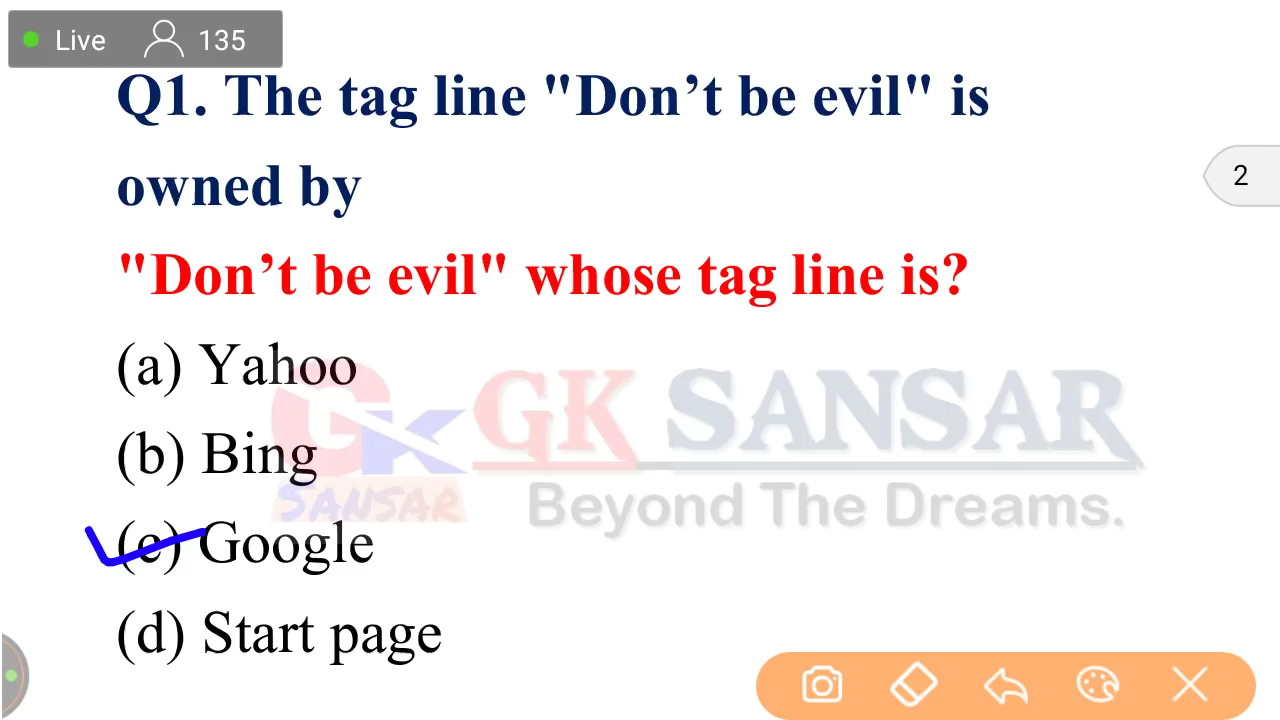 Live 135
Q1. The tag line "Don’t be evil" is
owned by
2
"Don’t be evil" whose tag line is?
(a) Yahoo
(b) Bing
(c) Google
(d) Start page
GK SANSAR
Beyond The Dreams.
GK
SANSAR